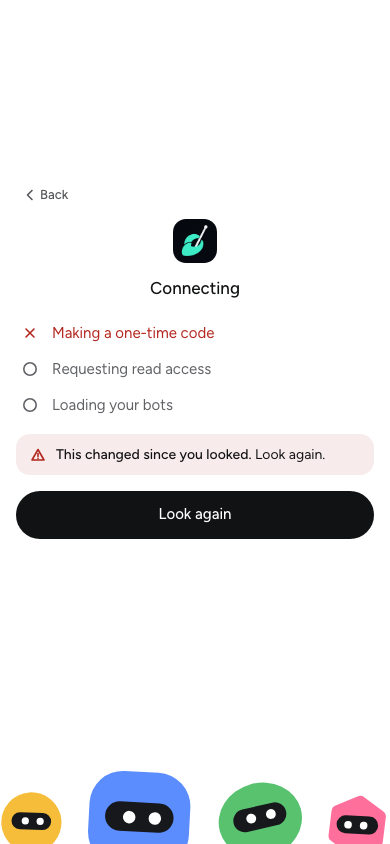 Back
Connecting
Making a one-time code
Requesting read access
Loading your bots
This changed since you looked. Look again.
Look again